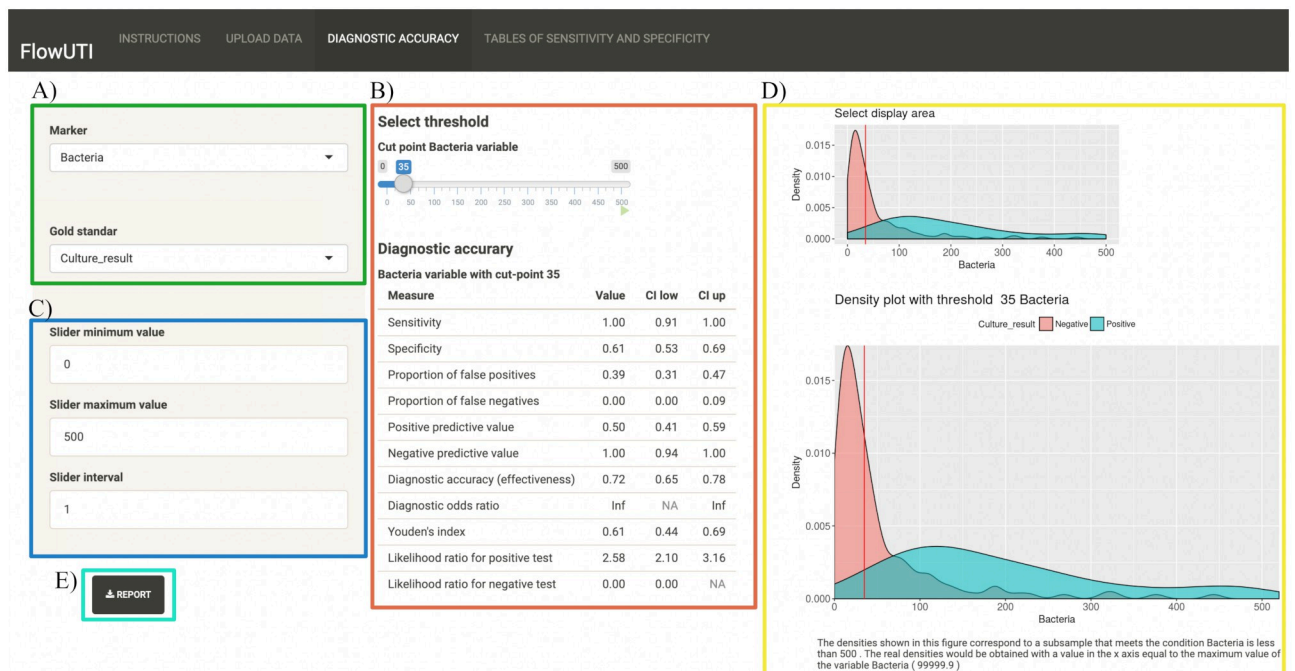 FlowUTI INSTRUCTIONS UPLOAD DATA DIAGNOSTIC ACCURACY TABLES OF SENSITIVITY AND SPECIFICITY
A)
Marker
Bacteria
Gold standar
Culture_result
C)
Slider minimum value
0
Slider maximum value
500
Slider interval
1
E)
REPORT
B)
Select threshold
Cut point Bacteria variable
0 35 500
0 50 100 150 200 250 300 350 400 450 500
Diagnostic accurary
Bacteria variable with cut-point 35
Measure Value CI low CI up
Sensitivity 1.00 0.91 1.00
Specificity 0.61 0.53 0.69
Proportion of false positives 0.39 0.31 0.47
Proportion of false negatives 0.00 0.00 0.09
Positive predictive value 0.50 0.41 0.59
Negative predictive value 1.00 0.94 1.00
Diagnostic accuracy (effectiveness) 0.72 0.65 0.78
Diagnostic odds ratio Inf NA Inf
Youden's index 0.61 0.44 0.69
Likelihood ratio for positive test 2.58 2.10 3.16
Likelihood ratio for negative test 0.00 0.00 NA
D)
Select display area
0.015
0.010
0.005
0.000
Density
0 100 200 300 400 500
Bacteria
Density plot with threshold 35 Bacteria
Culture_result Negative Positive
0.015
0.010
0.005
0.000
Density
0 100 200 300 400 500
Bacteria
The densities shown in this figure correspond to a subsample that meets the condition Bacteria is less
than 500 . The real densities would be obtained with a value in the x axis equal to the maximum value of
the variable Bacteria ( 99999.9 )